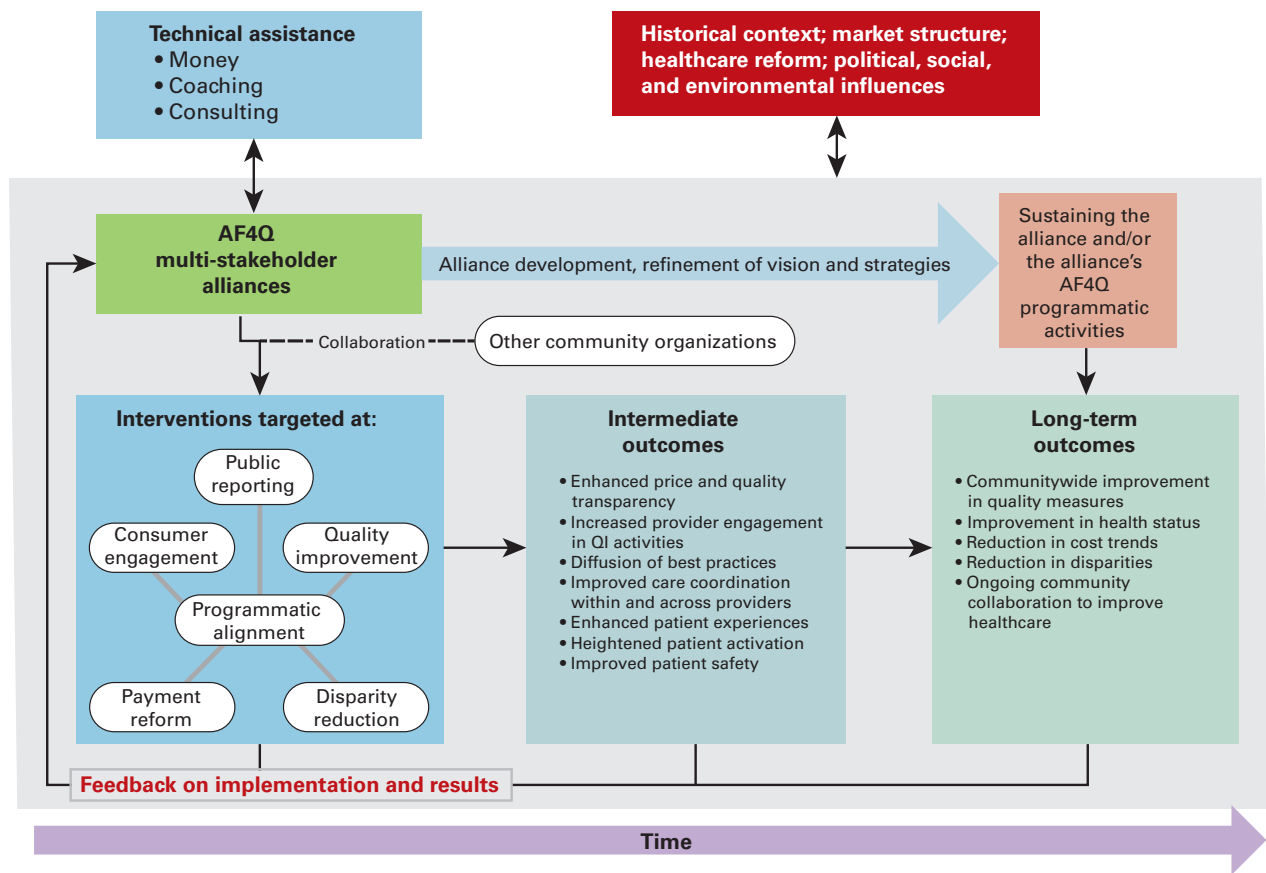 Technical assistance
• Money
• Coaching
• Consulting
Historical context; market structure;
healthcare reform; political, social,
and environmental influences
AF4Q
multi-stakeholder
alliances
Alliance development, refinement of vision and strategies
Sustaining the
alliance and/or
the alliance’s
AF4Q
programmatic
activities
Collaboration
Other community organizations
Interventions targeted at:
Public
reporting
Consumer
engagement
Quality
improvement
Programmatic
alignment
Payment
reform
Disparity
reduction
Intermediate
outcomes
• Enhanced price and quality
transparency
• Increased provider engagement
in QI activities
• Diffusion of best practices
• Improved care coordination
within and across providers
• Enhanced patient experiences
• Heightened patient activation
• Improved patient safety
Long-term
outcomes
• Communitywide improvement
in quality measures
• Improvement in health status
• Reduction in cost trends
• Reduction in disparities
• Ongoing community
collaboration to improve
healthcare
Feedback on implementation and results
Time